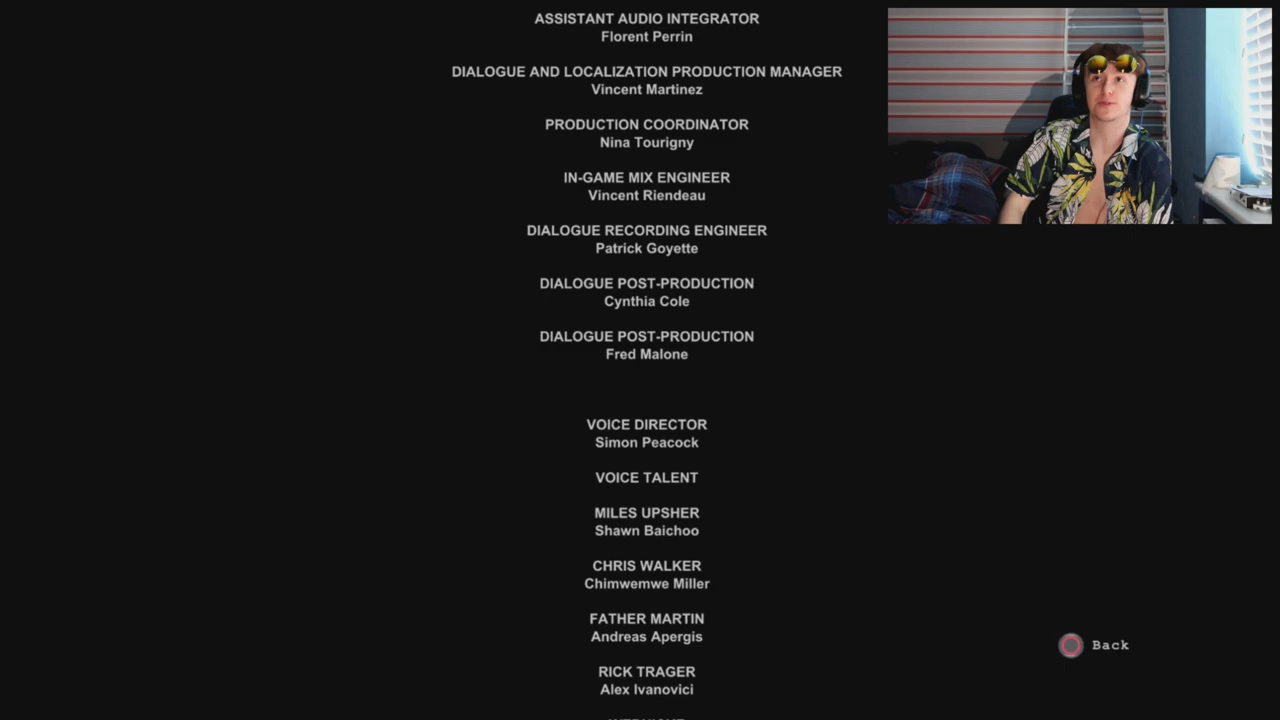 ASSISTANT AUDIO INTEGRATOR
Florent Perrin
DIALOGUE AND LOCALIZATION PRODUCTION MANAGER
Vincent Martinez
PRODUCTION COORDINATOR
Nina Tourigny
IN-GAME MIX ENGINEER
Vincent Riendeau
DIALOGUE RECORDING ENGINEER
Patrick Goyette
DIALOGUE POST-PRODUCTION
Cynthia Cole
DIALOGUE POST-PRODUCTION
Fred Malone
VOICE DIRECTOR
Simon Peacock
VOICE TALENT
MILES UPSHER
Shawn Baichoo
CHRIS WALKER
Chimwemwe Miller
FATHER MARTIN
Andreas Apergis
RICK TRAGER
Alex Ivanovici
Back